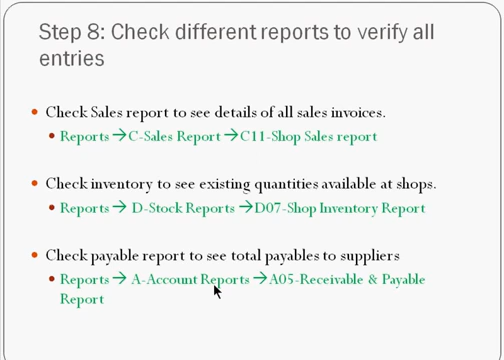 Step 8: Check different reports to verify all
entries
Check Sales report to see details of all sales invoices.
Reports → C-Sales Report → C11-Shop Sales report
Check inventory to see existing quantities available at shops.
Reports → D-Stock Reports → D07-Shop Inventory Report
Check payable report to see total payables to suppliers
Reports → A-Account Reports → A05-Receivable & Payable
Report